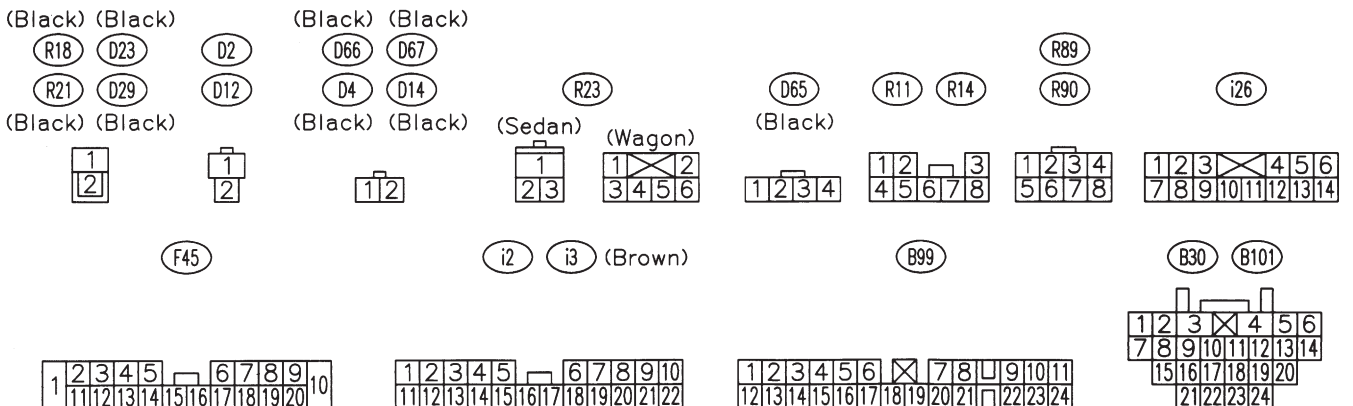 (Black) (Black) (Black) (Black)
R18 D23 D2 D66 D67 R89
R21 D29 D12 D4 D14 R23 D65 R11 R14 R90 i26
(Black) (Black) (Black) (Black) (Sedan) (Wagon) (Black)
1 1 1 1 2 1 2 3 1 2 3 4 1 2 3 4 5 6
2 2 1 2 2 3 3 4 5 6 1 2 3 4 4 5 6 7 8 5 6 7 8 7 8 9 10 11 12 13 14
F45 i2 i3 (Brown) B99 B30 B101
1 2 3 4 5 6
7 8 9 10 11 12 13 14
1 2 3 4 5 6 7 8 9 10 1 2 3 4 5 6 7 8 9 10 1 2 3 4 5 6 7 8 9 10 11 15 16 17 18 19 20
11 12 13 14 15 16 17 18 19 20 11 12 13 14 15 16 17 18 19 20 21 22 12 13 14 15 16 17 18 19 20 21 22 23 24 21 22 23 24